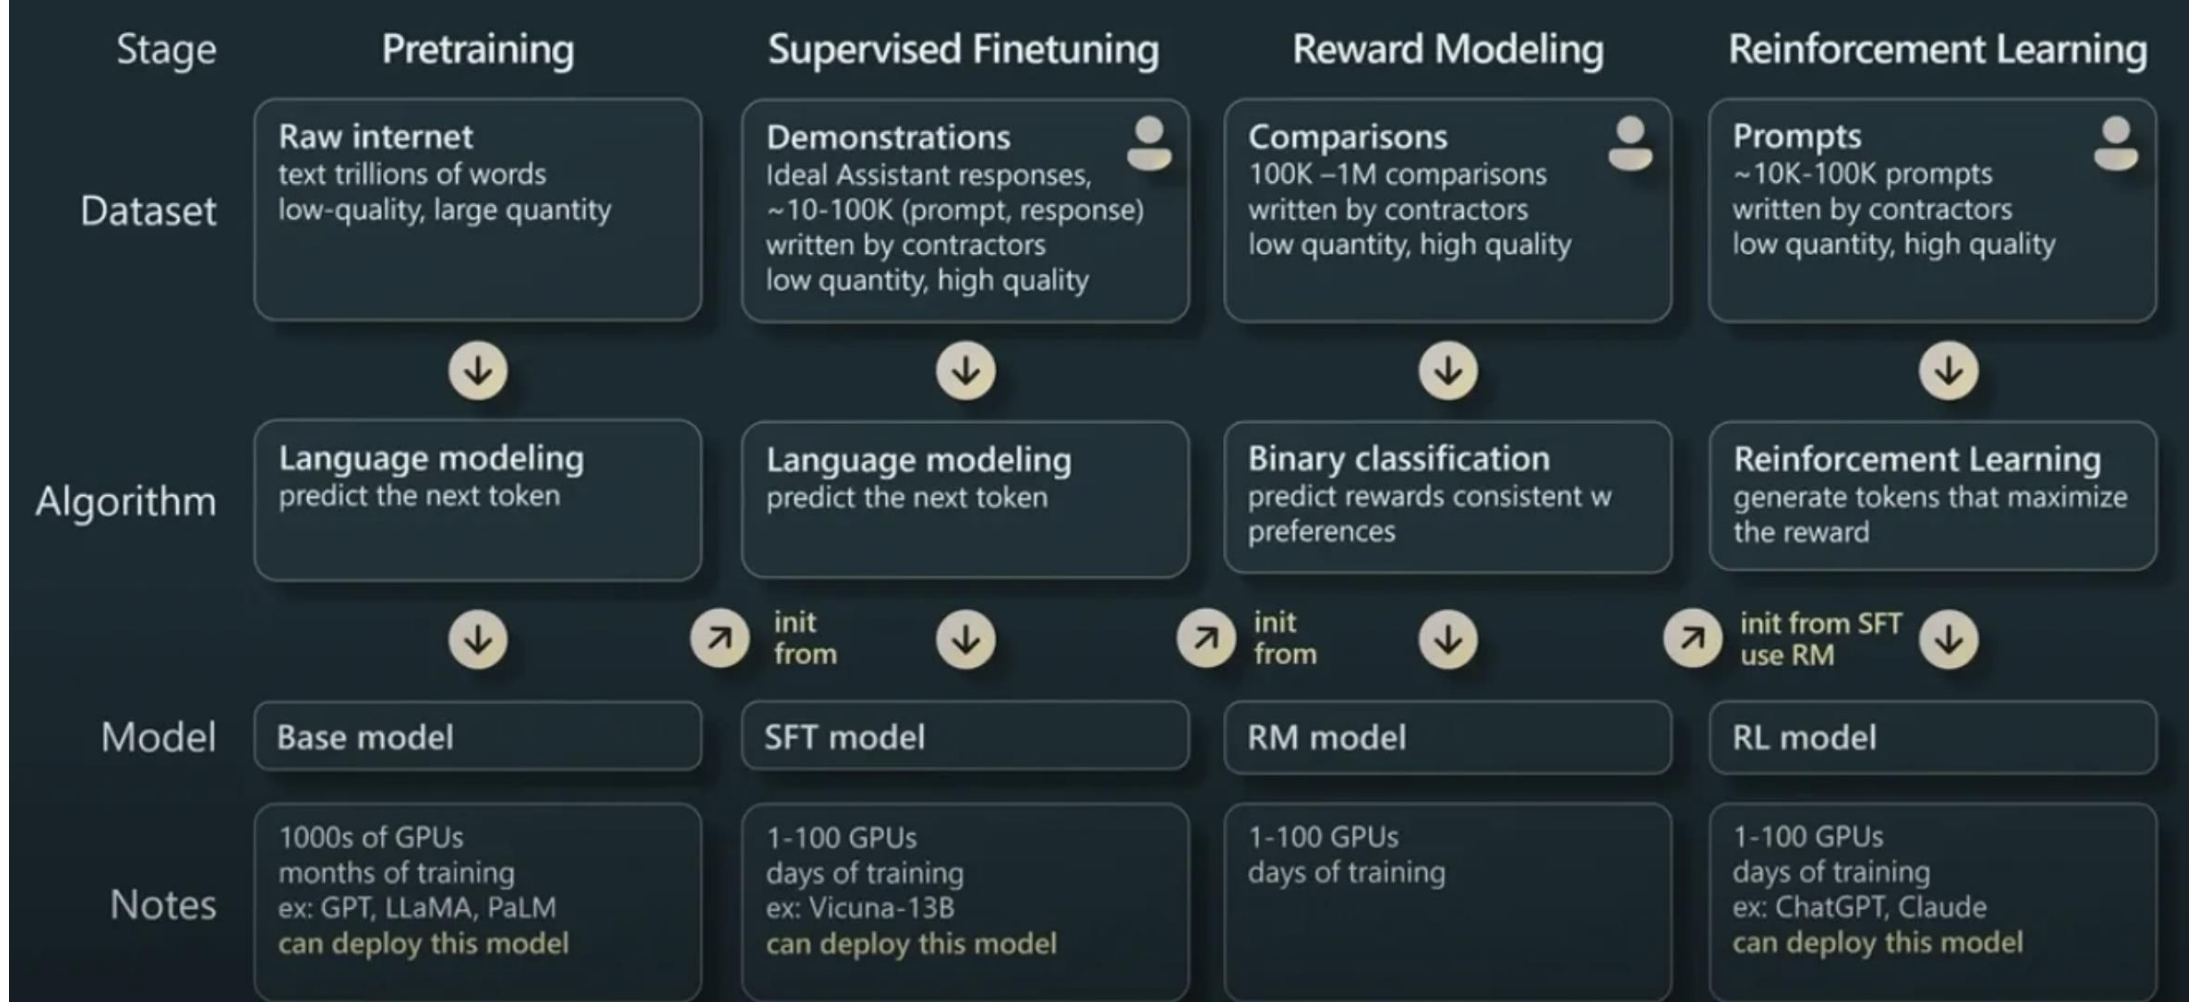 Stage
Pretraining
Supervised Finetuning
Reward Modeling
Reinforcement Learning
Dataset
Raw internet
text trillions of words
low-quality, large quantity
Demonstrations
Ideal Assistant responses,
~10-100K (prompt, response)
written by contractors
low quantity, high quality
Comparisons
100K –1M comparisons
written by contractors
low quantity, high quality
Prompts
~10K-100K prompts
written by contractors
low quantity, high quality
Algorithm
Language modeling
predict the next token
Language modeling
predict the next token
Binary classification
predict rewards consistent w
preferences
Reinforcement Learning
generate tokens that maximize
the reward
init
from
init
from
init from SFT
use RM
Model
Base model
SFT model
RM model
RL model
Notes
1000s of GPUs
months of training
ex: GPT, LLaMA, PaLM
can deploy this model
1-100 GPUs
days of training
ex: Vicuna-13B
can deploy this model
1-100 GPUs
days of training
1-100 GPUs
days of training
ex: ChatGPT, Claude
can deploy this model